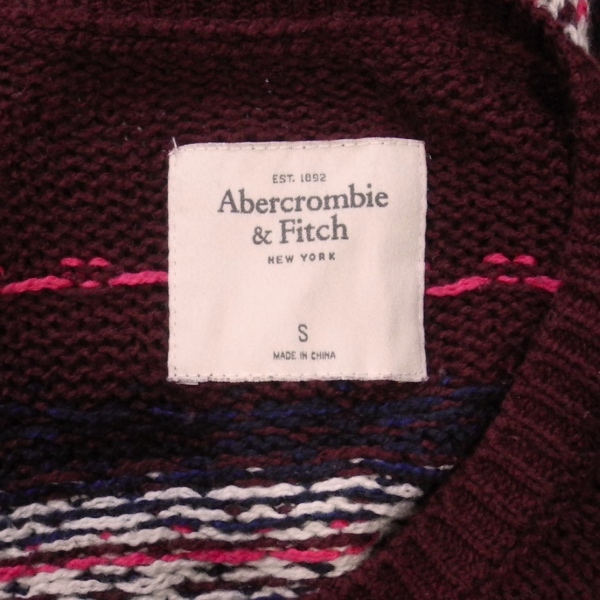 EST. 1892
Abercrombie
& Fitch
NEW YORK
S
MADE IN CHINA